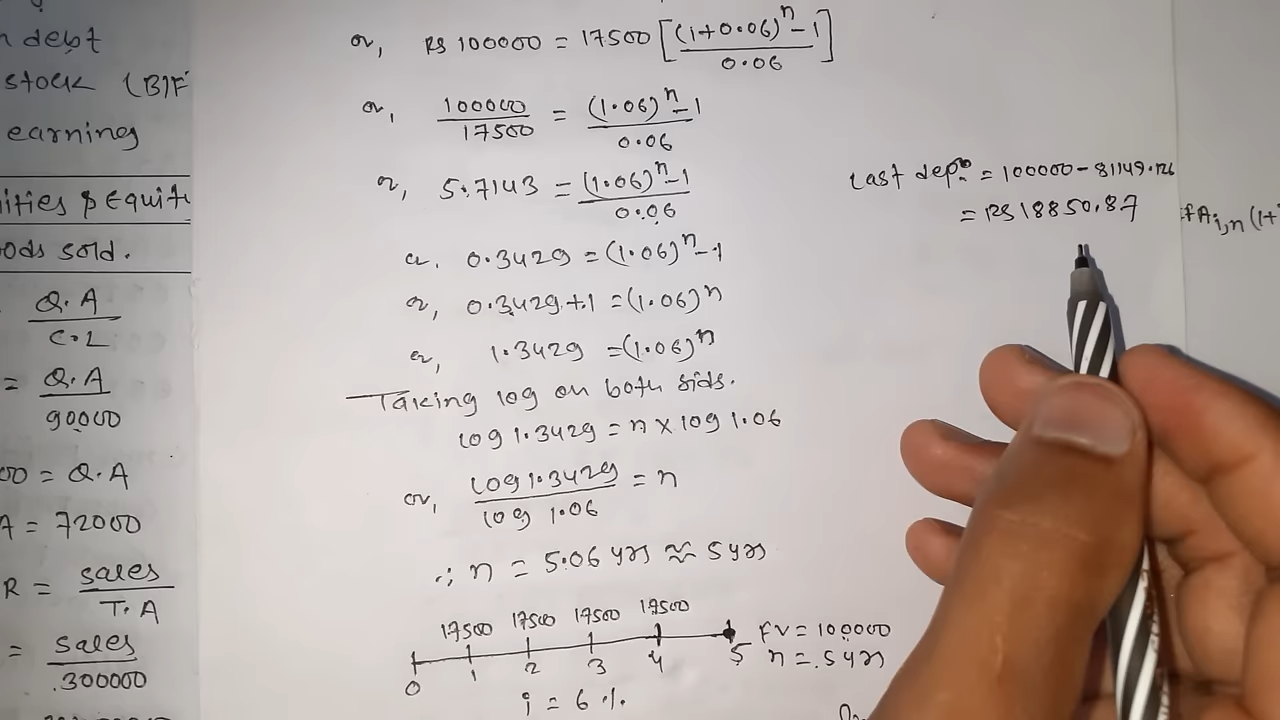 n debt
stock (B)F
earning
ities & Equit
ods sold.
Q.A
C.L
= Q.A
90000
00 = Q.A
A = 72000
R = sales
T.A
= sales
.300000
or, RS 100000 = 17500 [(1+0.06)^n - 1]
0.06
or, 100000 = (1.06)^n - 1
17500 0.06
or, 5.7143 = (1.06)^n - 1
0.06
or, 0.3429 = (1.06)^n - 1
or, 0.3429 + 1 = (1.06)^n
or, 1.3429 = (1.06)^n
Taking log on both sids.
log 1.3429 = n × log 1.06
or, log 1.3429 = n
log 1.06
∴ n = 5.06 yrs ≈ 5 yrs
17500 17500 17500 17500
FV = 100000
0 1 2 3 4 5 n = 5 yrs
i = 6 %.
Last dep. = 100000 - 81149.126
= RS 18850.87
fA i,n (1+